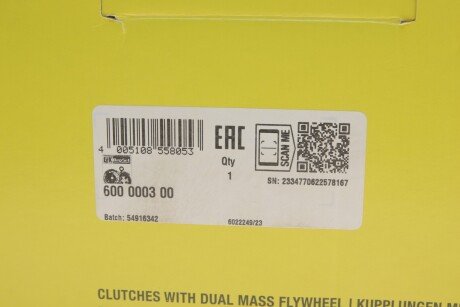 4 005108 558053
EAC
Qty
1
SCAN ME
SN: 2334770622578167
600 0003 00
Batch: 54916342
6022249/23
CLUTCHES WITH DUAL MASS FLYWHEEL | KUPPLUNGEN